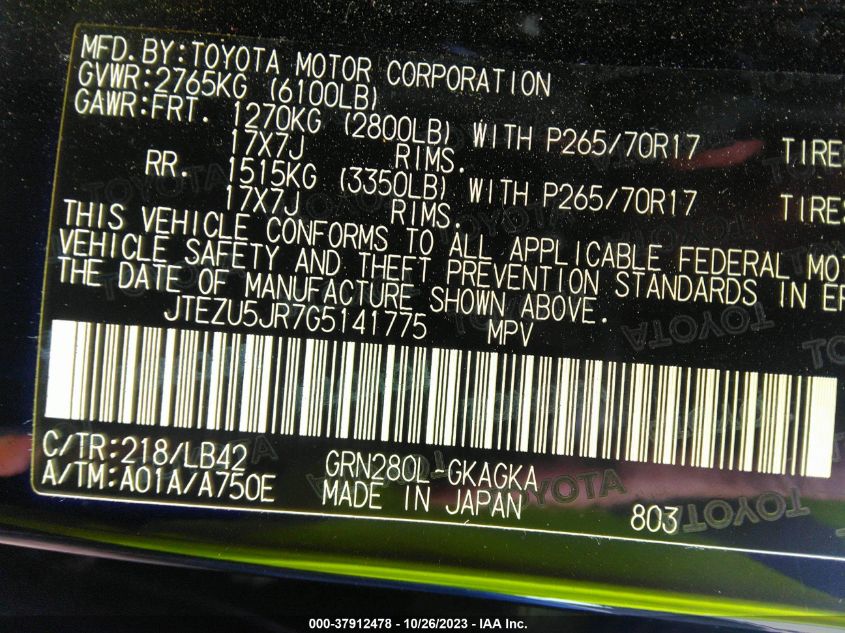 MFD.BY:TOYOTA MOTOR CORPORATION
GVWR:2765KG (6100LB)
GAWR:FRT. 1270KG (2800LB) WITH P265/70R17 TIRE
17X7J RIMS.
RR. 1515KG (3350LB) WITH P265/70R17 TIRES
17X7J RIMS.
THIS VEHICLE CONFORMS TO ALL APPLICABLE FEDERAL MOT
VEHICLE SAFETY AND THEFT PREVENTION STANDARDS IN EF
THE DATE OF MANUFACTURE SHOWN ABOVE.
JTEZU5JR7G5141775 MPV
C/TR:218/LB42 GRN280L-GKAGKA
A/TM:A01A/A750E MADE IN JAPAN 803
TOYOTA
000-37912478 - 10/26/2023 - IAA Inc.